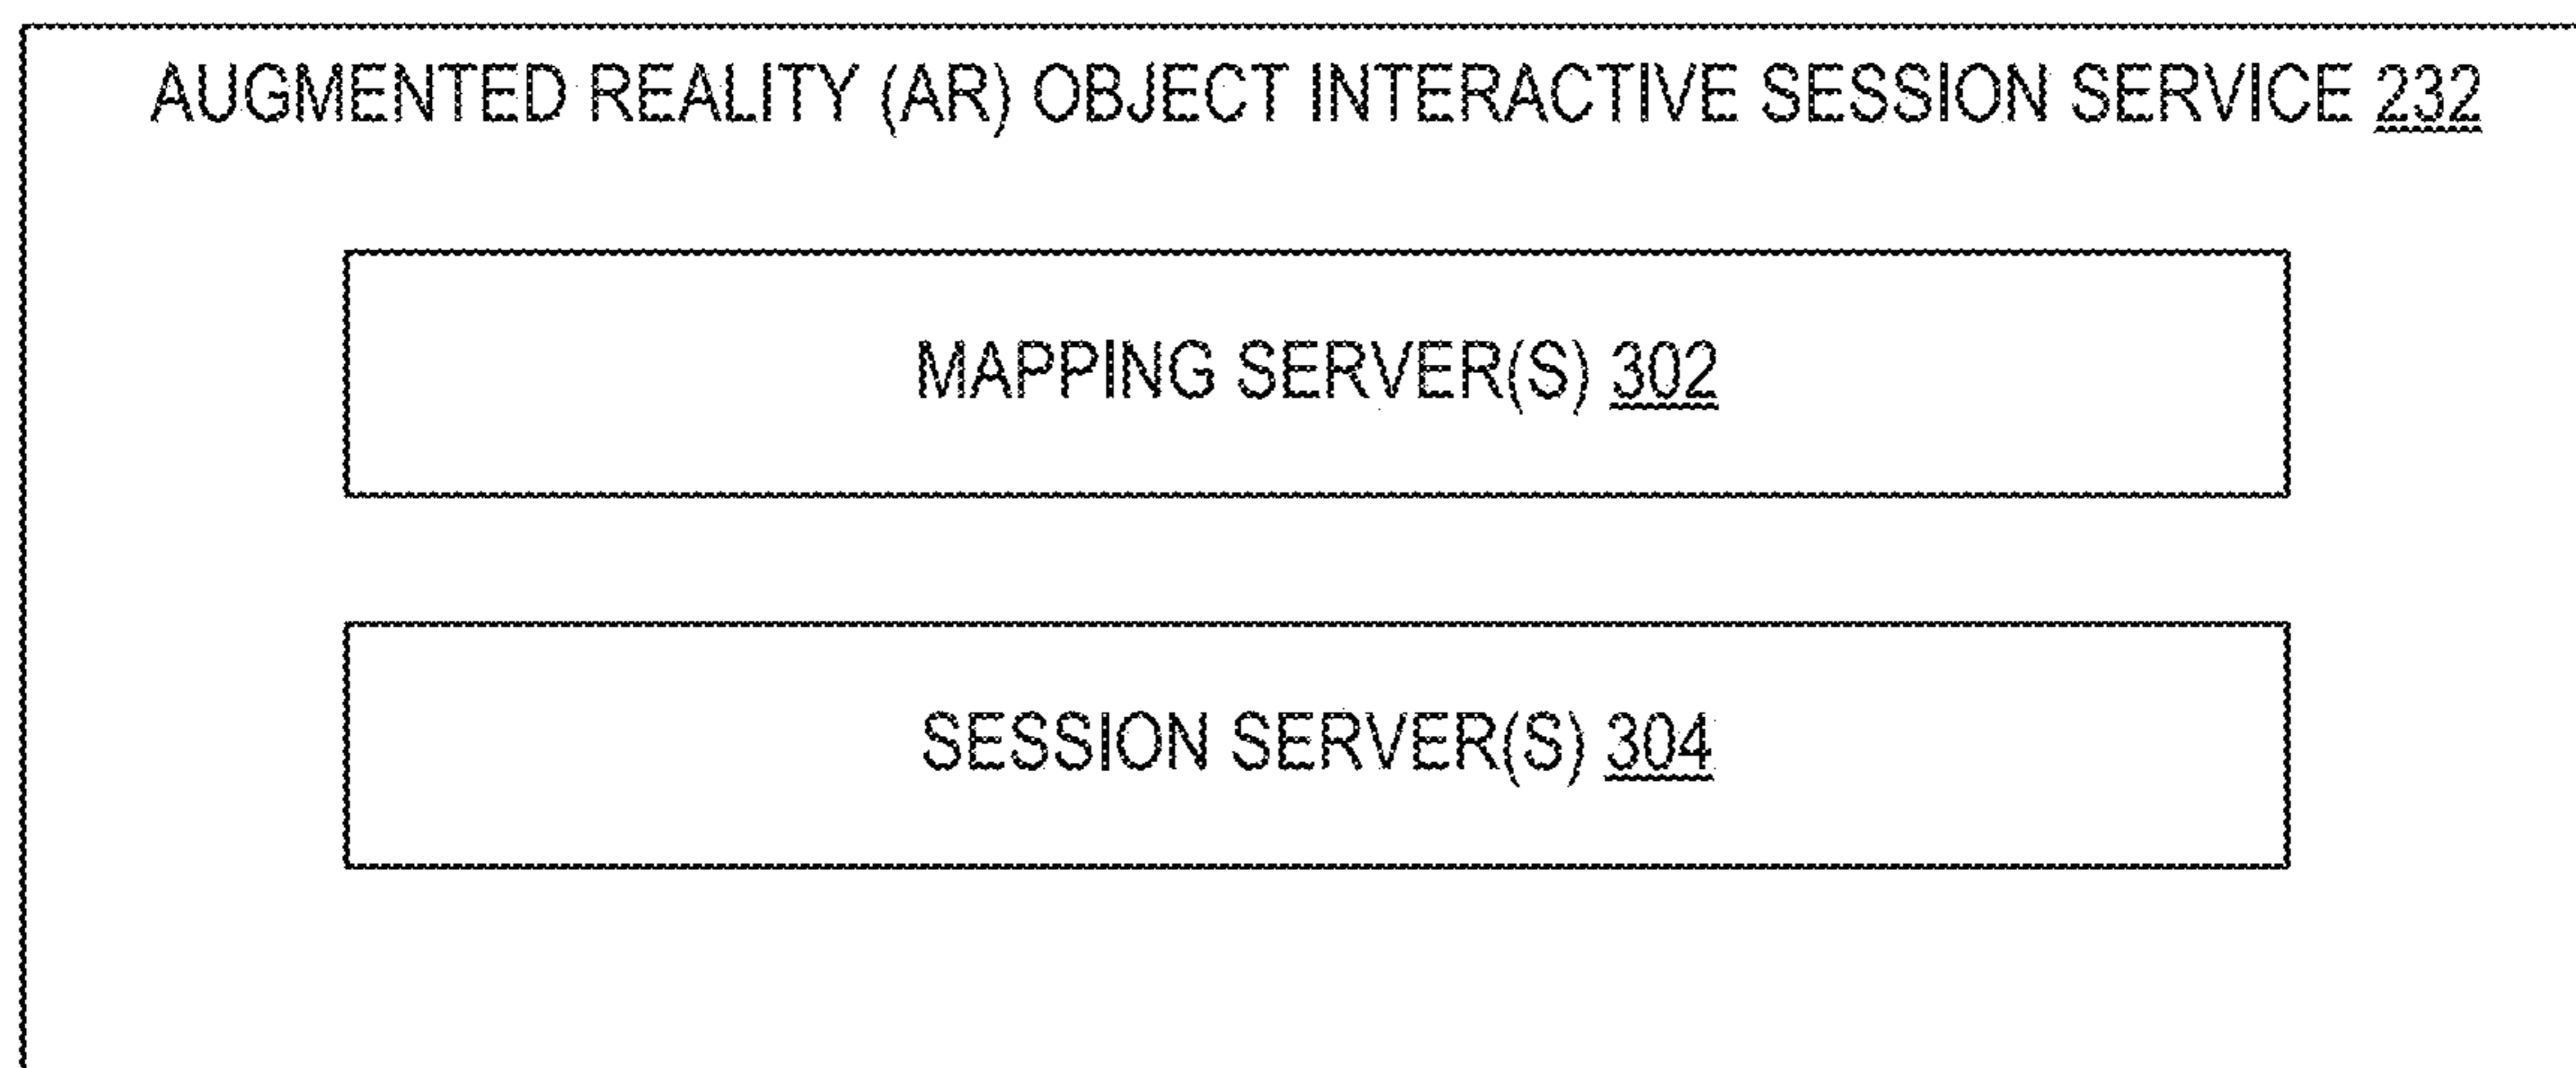 AUGMENTED REALITY (AR) OBJECT INTERACTIVE SESSION SERVICE 232
MAPPING SERVER(S) 302
SESSION SERVER(S) 304